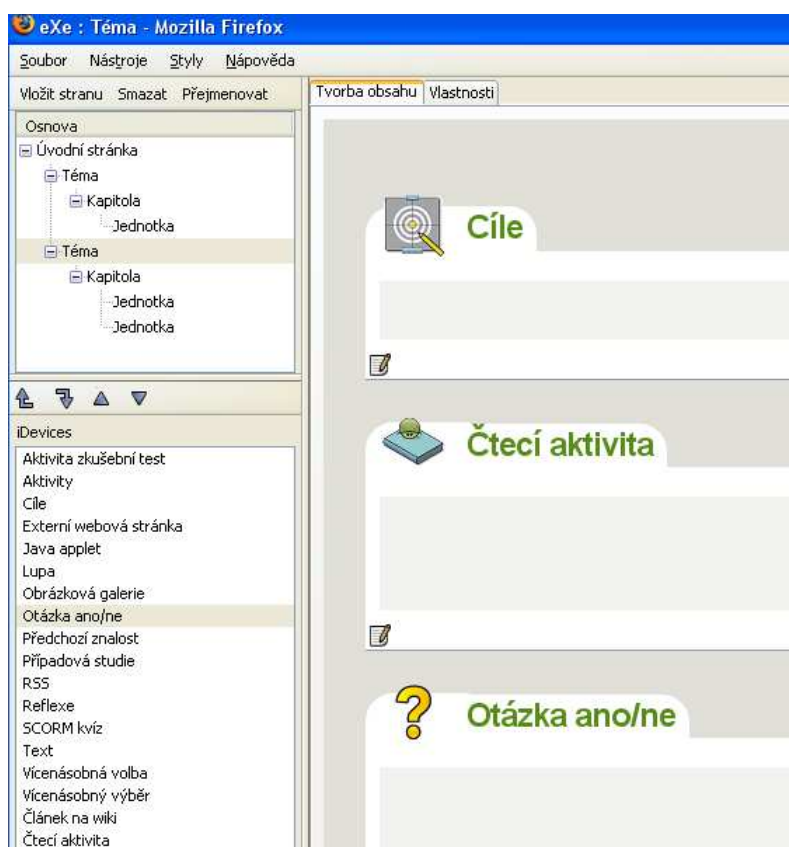 eXe : Téma - Mozilla Firefox
Soubor Nástroje Styly Nápověda
Vložit stranu Smazat Přejmenovat
Osnova
Úvodní stránka
Téma
Kapitola
Jednotka
Téma
Kapitola
Jednotka
Jednotka
iDevices
Aktivita zkušební test
Aktivity
Cíle
Externí webová stránka
Java applet
Lupa
Obrázková galerie
Otázka ano/ne
Předchozí znalost
Případová studie
RSS
Reflexe
SCORM kvíz
Text
Vícenásobná volba
Vícenásobný výběr
Článek na wiki
Čtecí aktivita
Tvorba obsahu Vlastnosti
Cíle
Čtecí aktivita
Otázka ano/ne